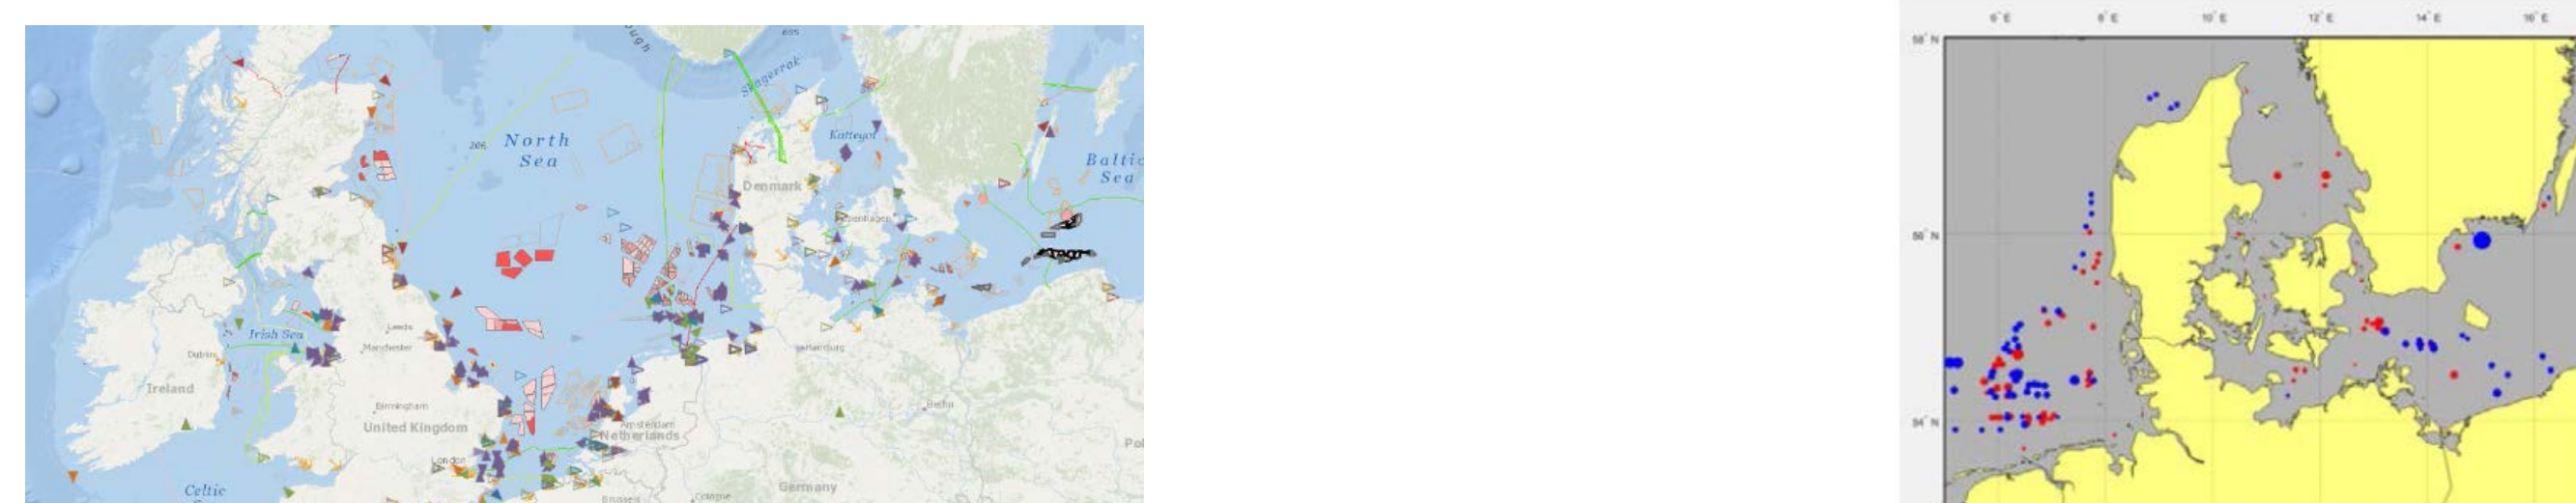 ough
655
Skagerrak
North
Sea
206
Kattegat
Baltic
Sea
Denmark
Leeds
Irish Sea
Manchester
Dublin
Hamburg
Ireland
Birmingham
Berlin
United Kingdom
Amsterdam
Netherlands
Pol
London
Germany
Celtic
Brussels
Cologne
6° E
8° E
10° E
12° E
14° E
16° E
58° N
56° N
54° N